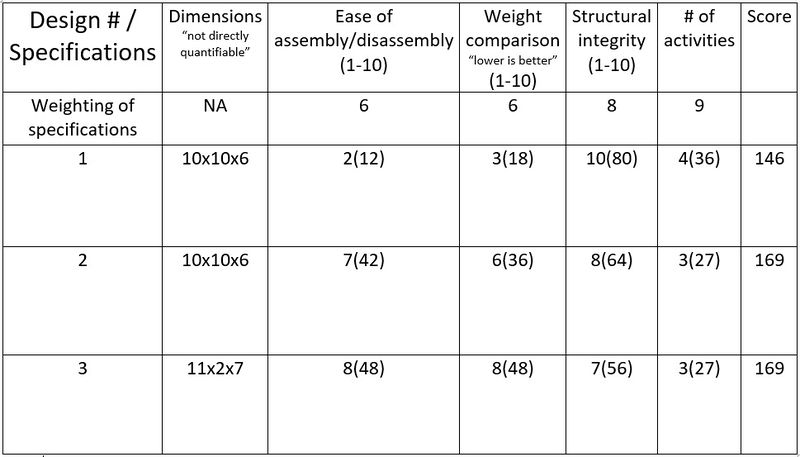 Design # / Specifications
Dimensions
“not directly quantifiable”
Ease of assembly/disassembly (1-10)
Weight comparison
“lower is better”
(1-10)
Structural integrity (1-10)
# of activities
Score
Weighting of specifications
NA
6
6
8
9
1
10x10x6
2(12)
3(18)
10(80)
4(36)
146
2
10x10x6
7(42)
6(36)
8(64)
3(27)
169
3
11x2x7
8(48)
8(48)
7(56)
3(27)
169